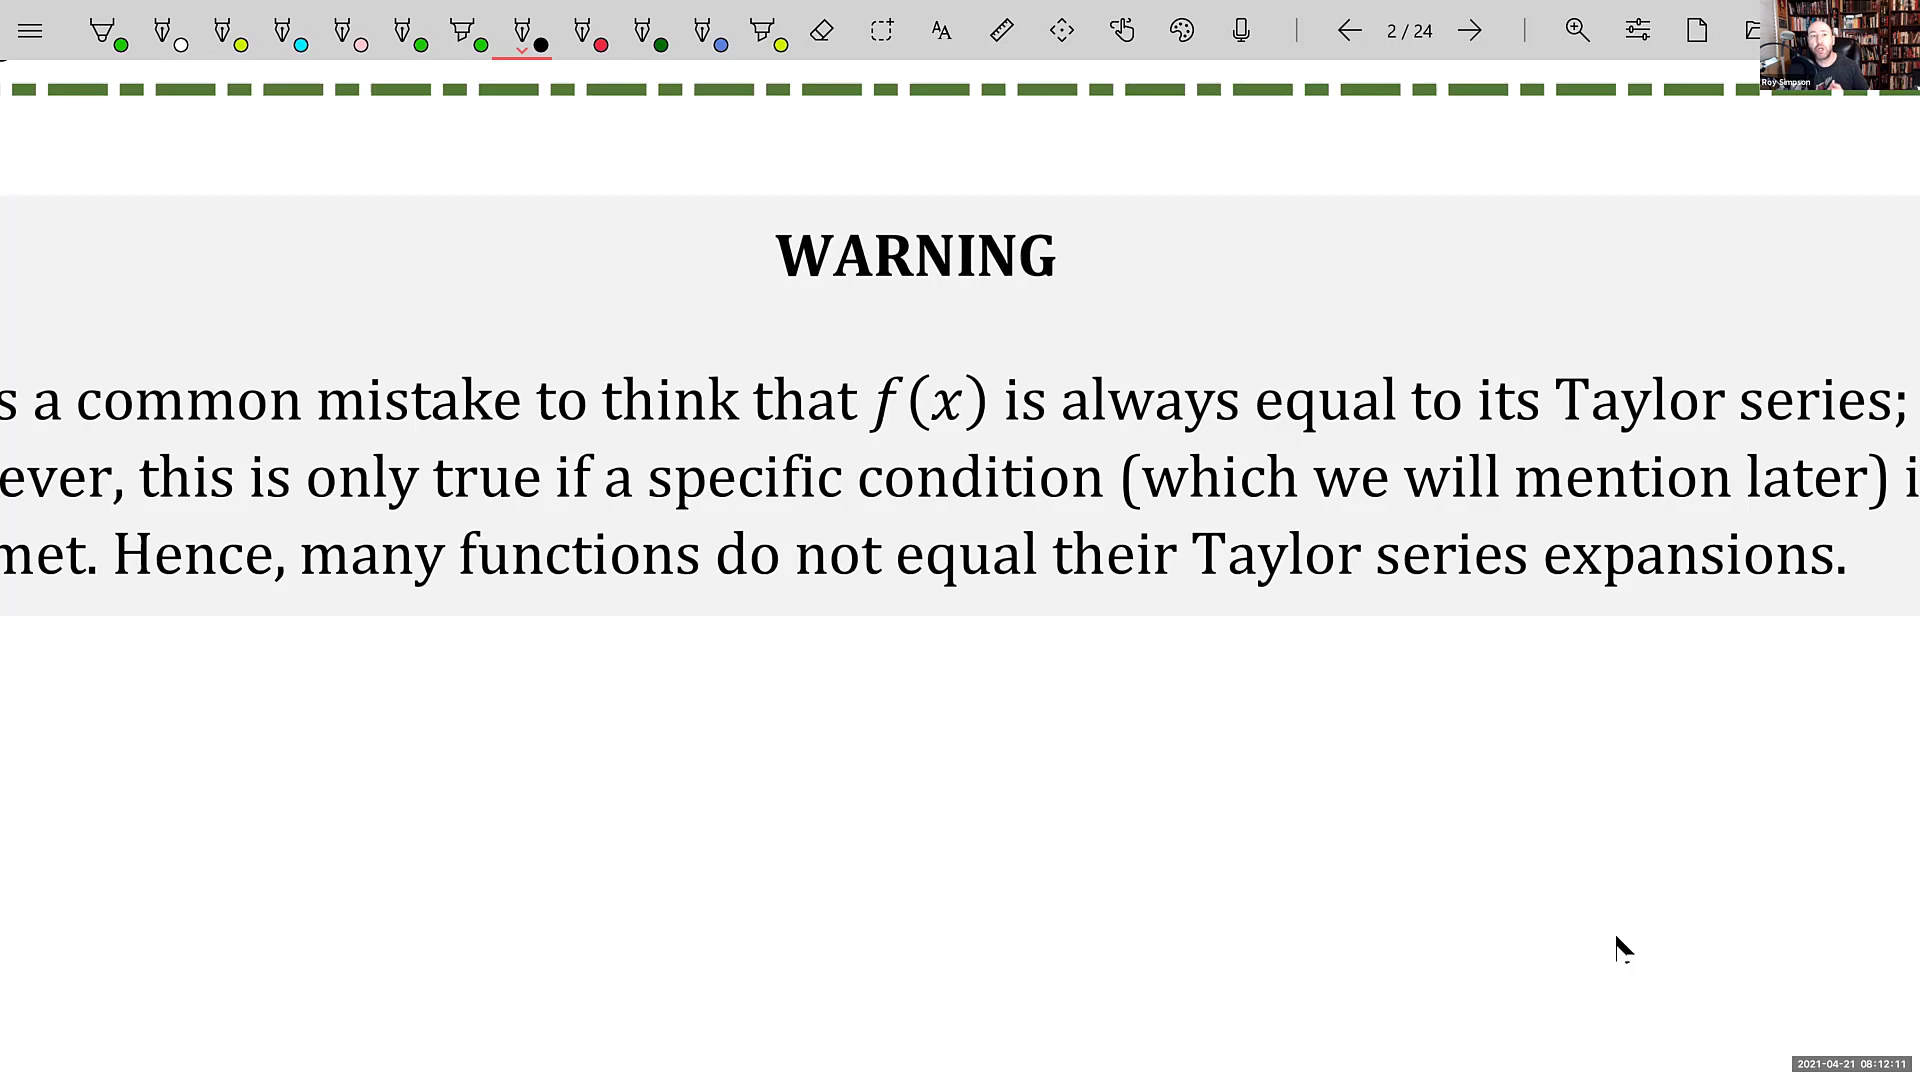 2 / 24
Roy Simpson
WARNING
s a common mistake to think that f(x) is always equal to its Taylor series;
ever, this is only true if a specific condition (which we will mention later) i
met. Hence, many functions do not equal their Taylor series expansions.
2021-04-21 08:12:11